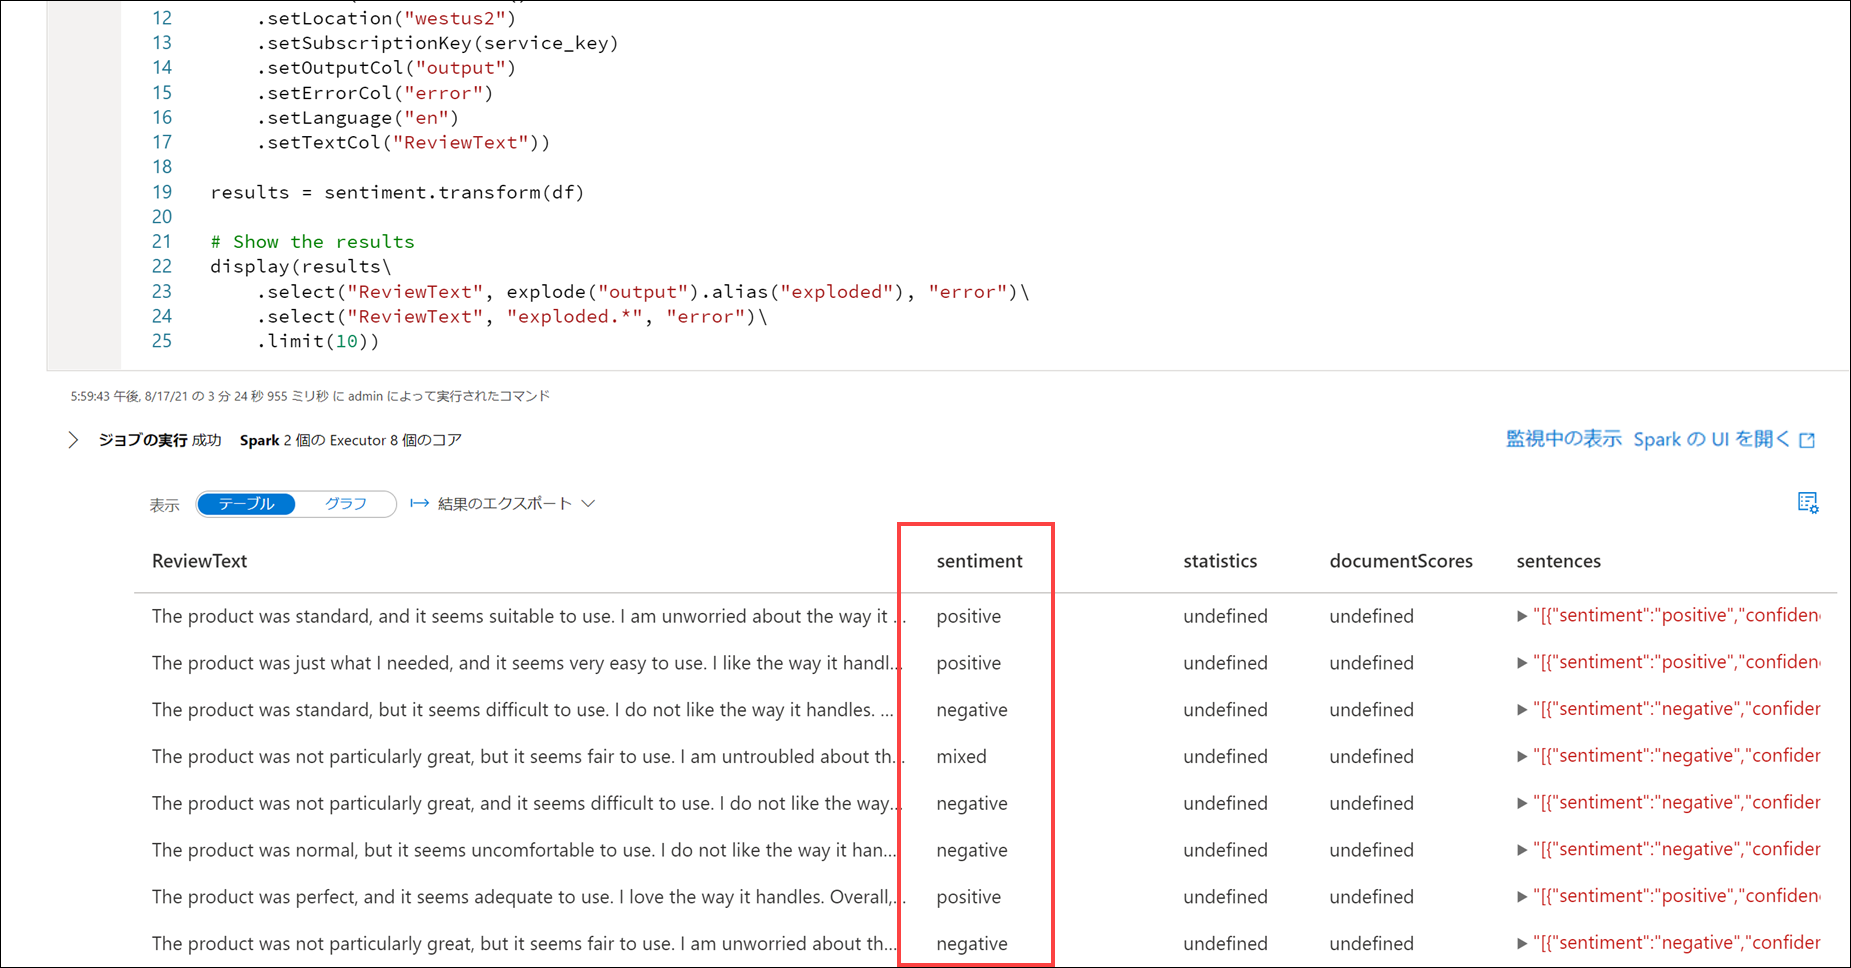 12 .setLocation("westus2")
13 .setSubscriptionKey(service_key)
14 .setOutputCol("output")
15 .setErrorCol("error")
16 .setLanguage("en")
17 .setTextCol("ReviewText"))
18
19 results = sentiment.transform(df)
20
21 # Show the results
22 display(results\
23 .select("ReviewText", explode("output").alias("exploded"), "error")\
24 .select("ReviewText", "exploded.*", "error")\
25 .limit(10))
5:59:43 午後, 8/17/21 の 3 分 24 秒 955 ミリ秒 に admin によって実行されたコマンド
ジョブの実行 成功 Spark 2 個の Executor 8 個のコア 監視中の表示 Spark の UI を開く
表示 テーブル グラフ 結果のエクスポート
ReviewText sentiment statistics documentScores sentences
The product was standard, and it seems suitable to use. I am unworried about the way it ... positive undefined undefined "[{"sentiment":"positive","confiden
The product was just what I needed, and it seems very easy to use. I like the way it handl... positive undefined undefined "[{"sentiment":"positive","confiden
The product was standard, but it seems difficult to use. I do not like the way it handles. ... negative undefined undefined "[{"sentiment":"negative","confider
The product was not particularly great, but it seems fair to use. I am untroubled about th... mixed undefined undefined "[{"sentiment":"negative","confider
The product was not particularly great, and it seems difficult to use. I do not like the way... negative undefined undefined "[{"sentiment":"negative","confider
The product was normal, but it seems uncomfortable to use. I do not like the way it han... negative undefined undefined "[{"sentiment":"negative","confider
The product was perfect, and it seems adequate to use. I love the way it handles. Overall,... positive undefined undefined "[{"sentiment":"positive","confiden
The product was not particularly great, but it seems fair to use. I am unworried about th... negative undefined undefined "[{"sentiment":"negative","confider